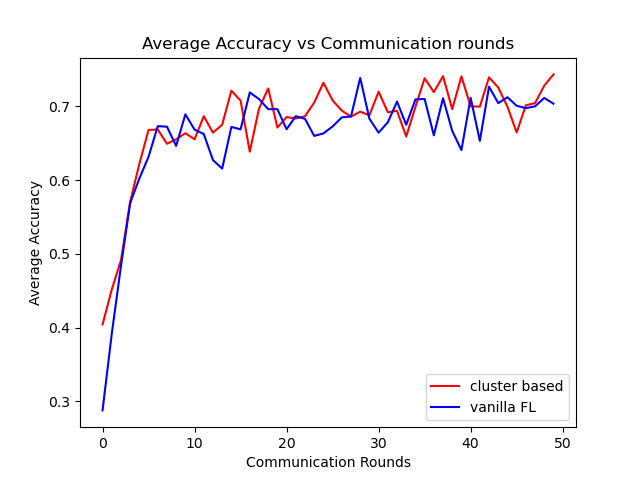 Average Accuracy vs Communication rounds
Average Accuracy
0.7
0.6
0.5
0.4
0.3
0 10 20 30 40 50
Communication Rounds
cluster based
vanilla FL